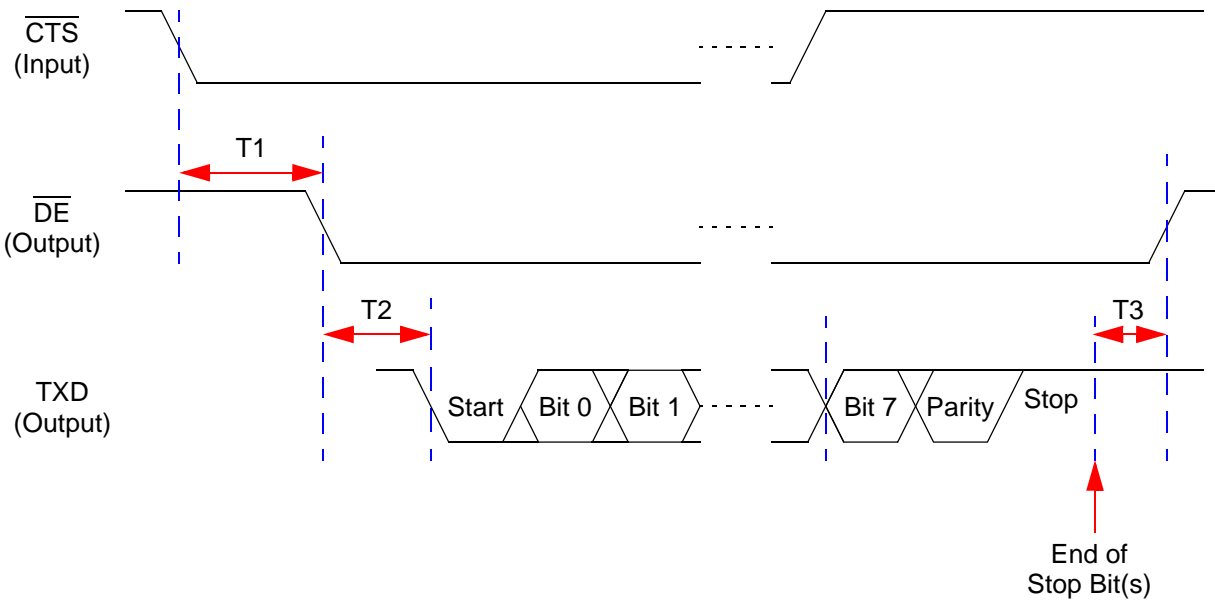 CTS
(Input)
T1
DE
(Output)
T2
T3
TXD
(Output)
Start
Bit 0
Bit 1
Bit 7
Parity
Stop
End of
Stop Bit(s)